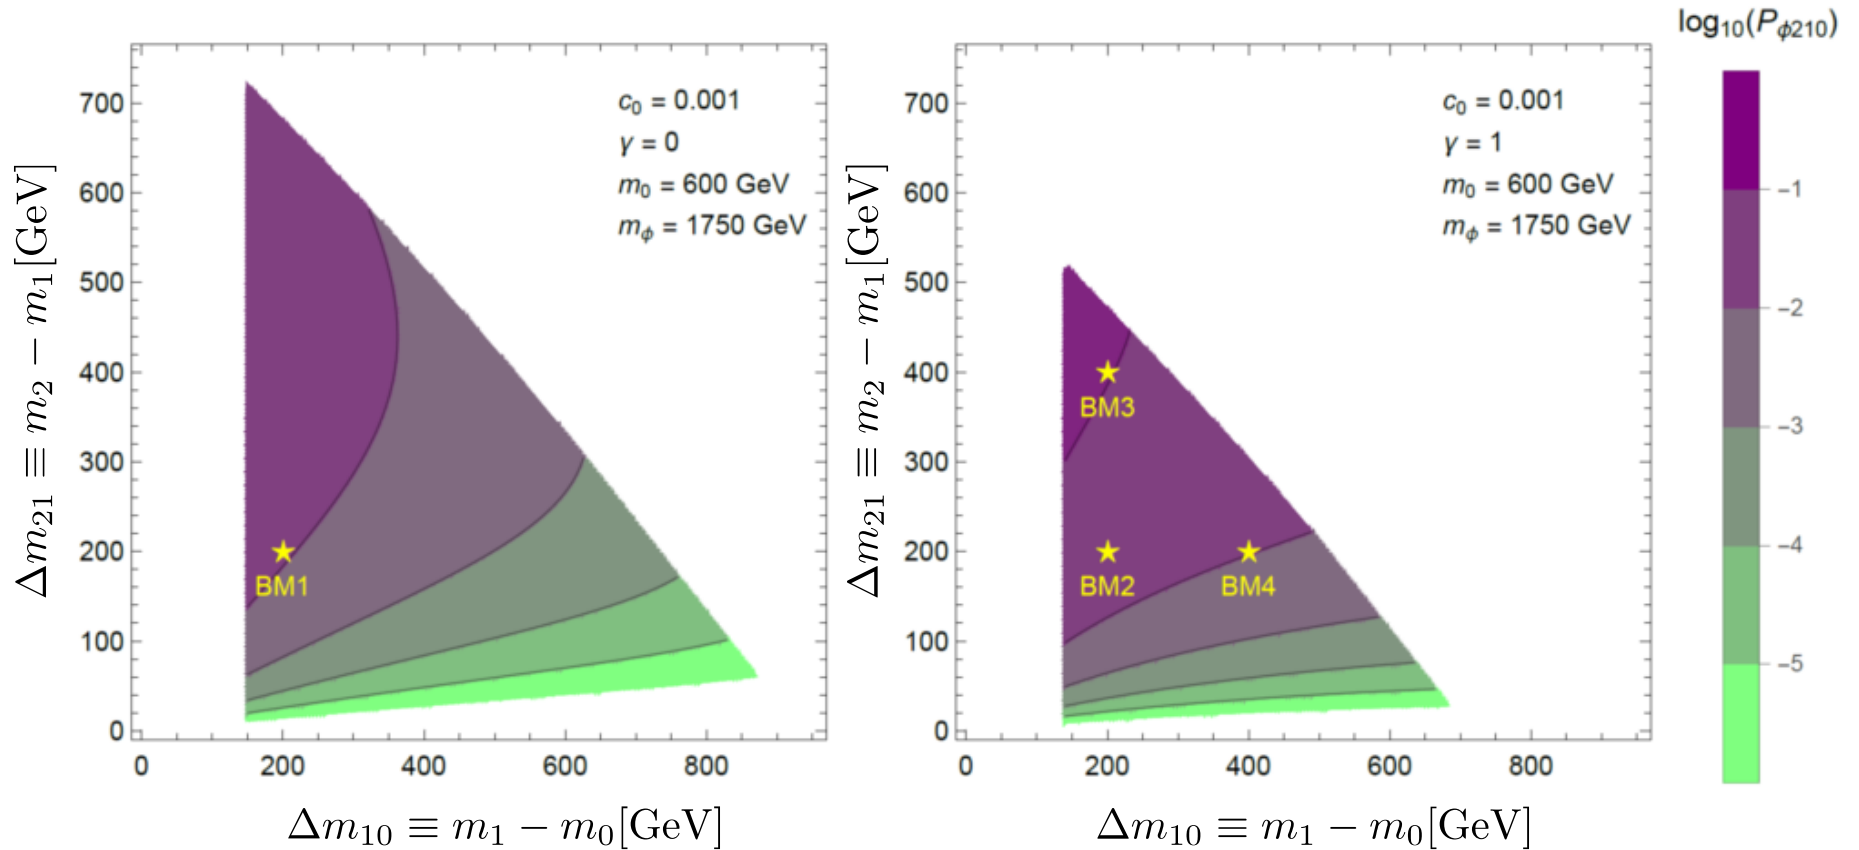 log₁₀(P_ϕ210)
c₀ = 0.001
γ = 0
m₀ = 600 GeV
m_ϕ = 1750 GeV
700
600
500
400
300
200
100
0
BM1
0 200 400 600 800
Δm₂₁ ≡ m₂ − m₁[GeV]
Δm₁₀ ≡ m₁ − m₀[GeV]
c₀ = 0.001
γ = 1
m₀ = 600 GeV
m_ϕ = 1750 GeV
700
600
500
400
300
200
100
0
BM3
BM2
BM4
0 200 400 600 800
Δm₂₁ ≡ m₂ − m₁[GeV]
Δm₁₀ ≡ m₁ − m₀[GeV]
−1
−2
−3
−4
−5